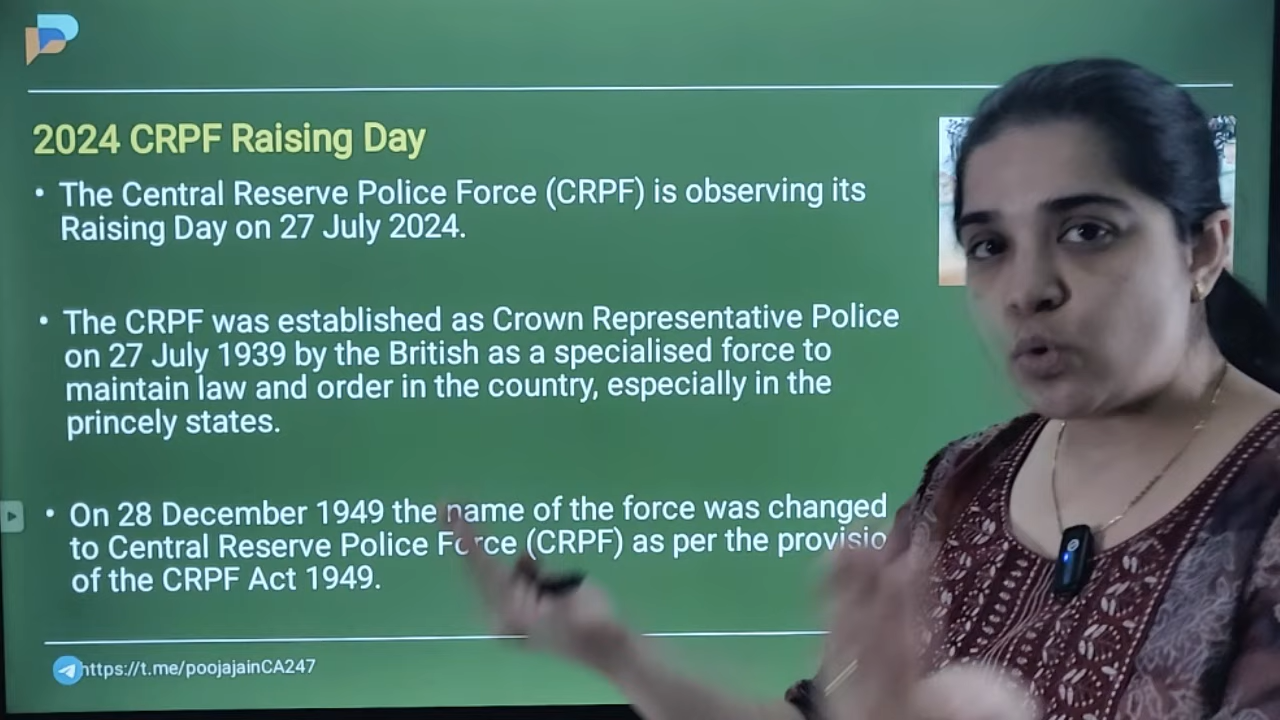 2024 CRPF Raising Day
• The Central Reserve Police Force (CRPF) is observing its
Raising Day on 27 July 2024.
• The CRPF was established as Crown Representative Police
on 27 July 1939 by the British as a specialised force to
maintain law and order in the country, especially in the
princely states.
• On 28 December 1949 the name of the force was changed
to Central Reserve Police Force (CRPF) as per the provisio
of the CRPF Act 1949.
https://t.me/poojajainCA247